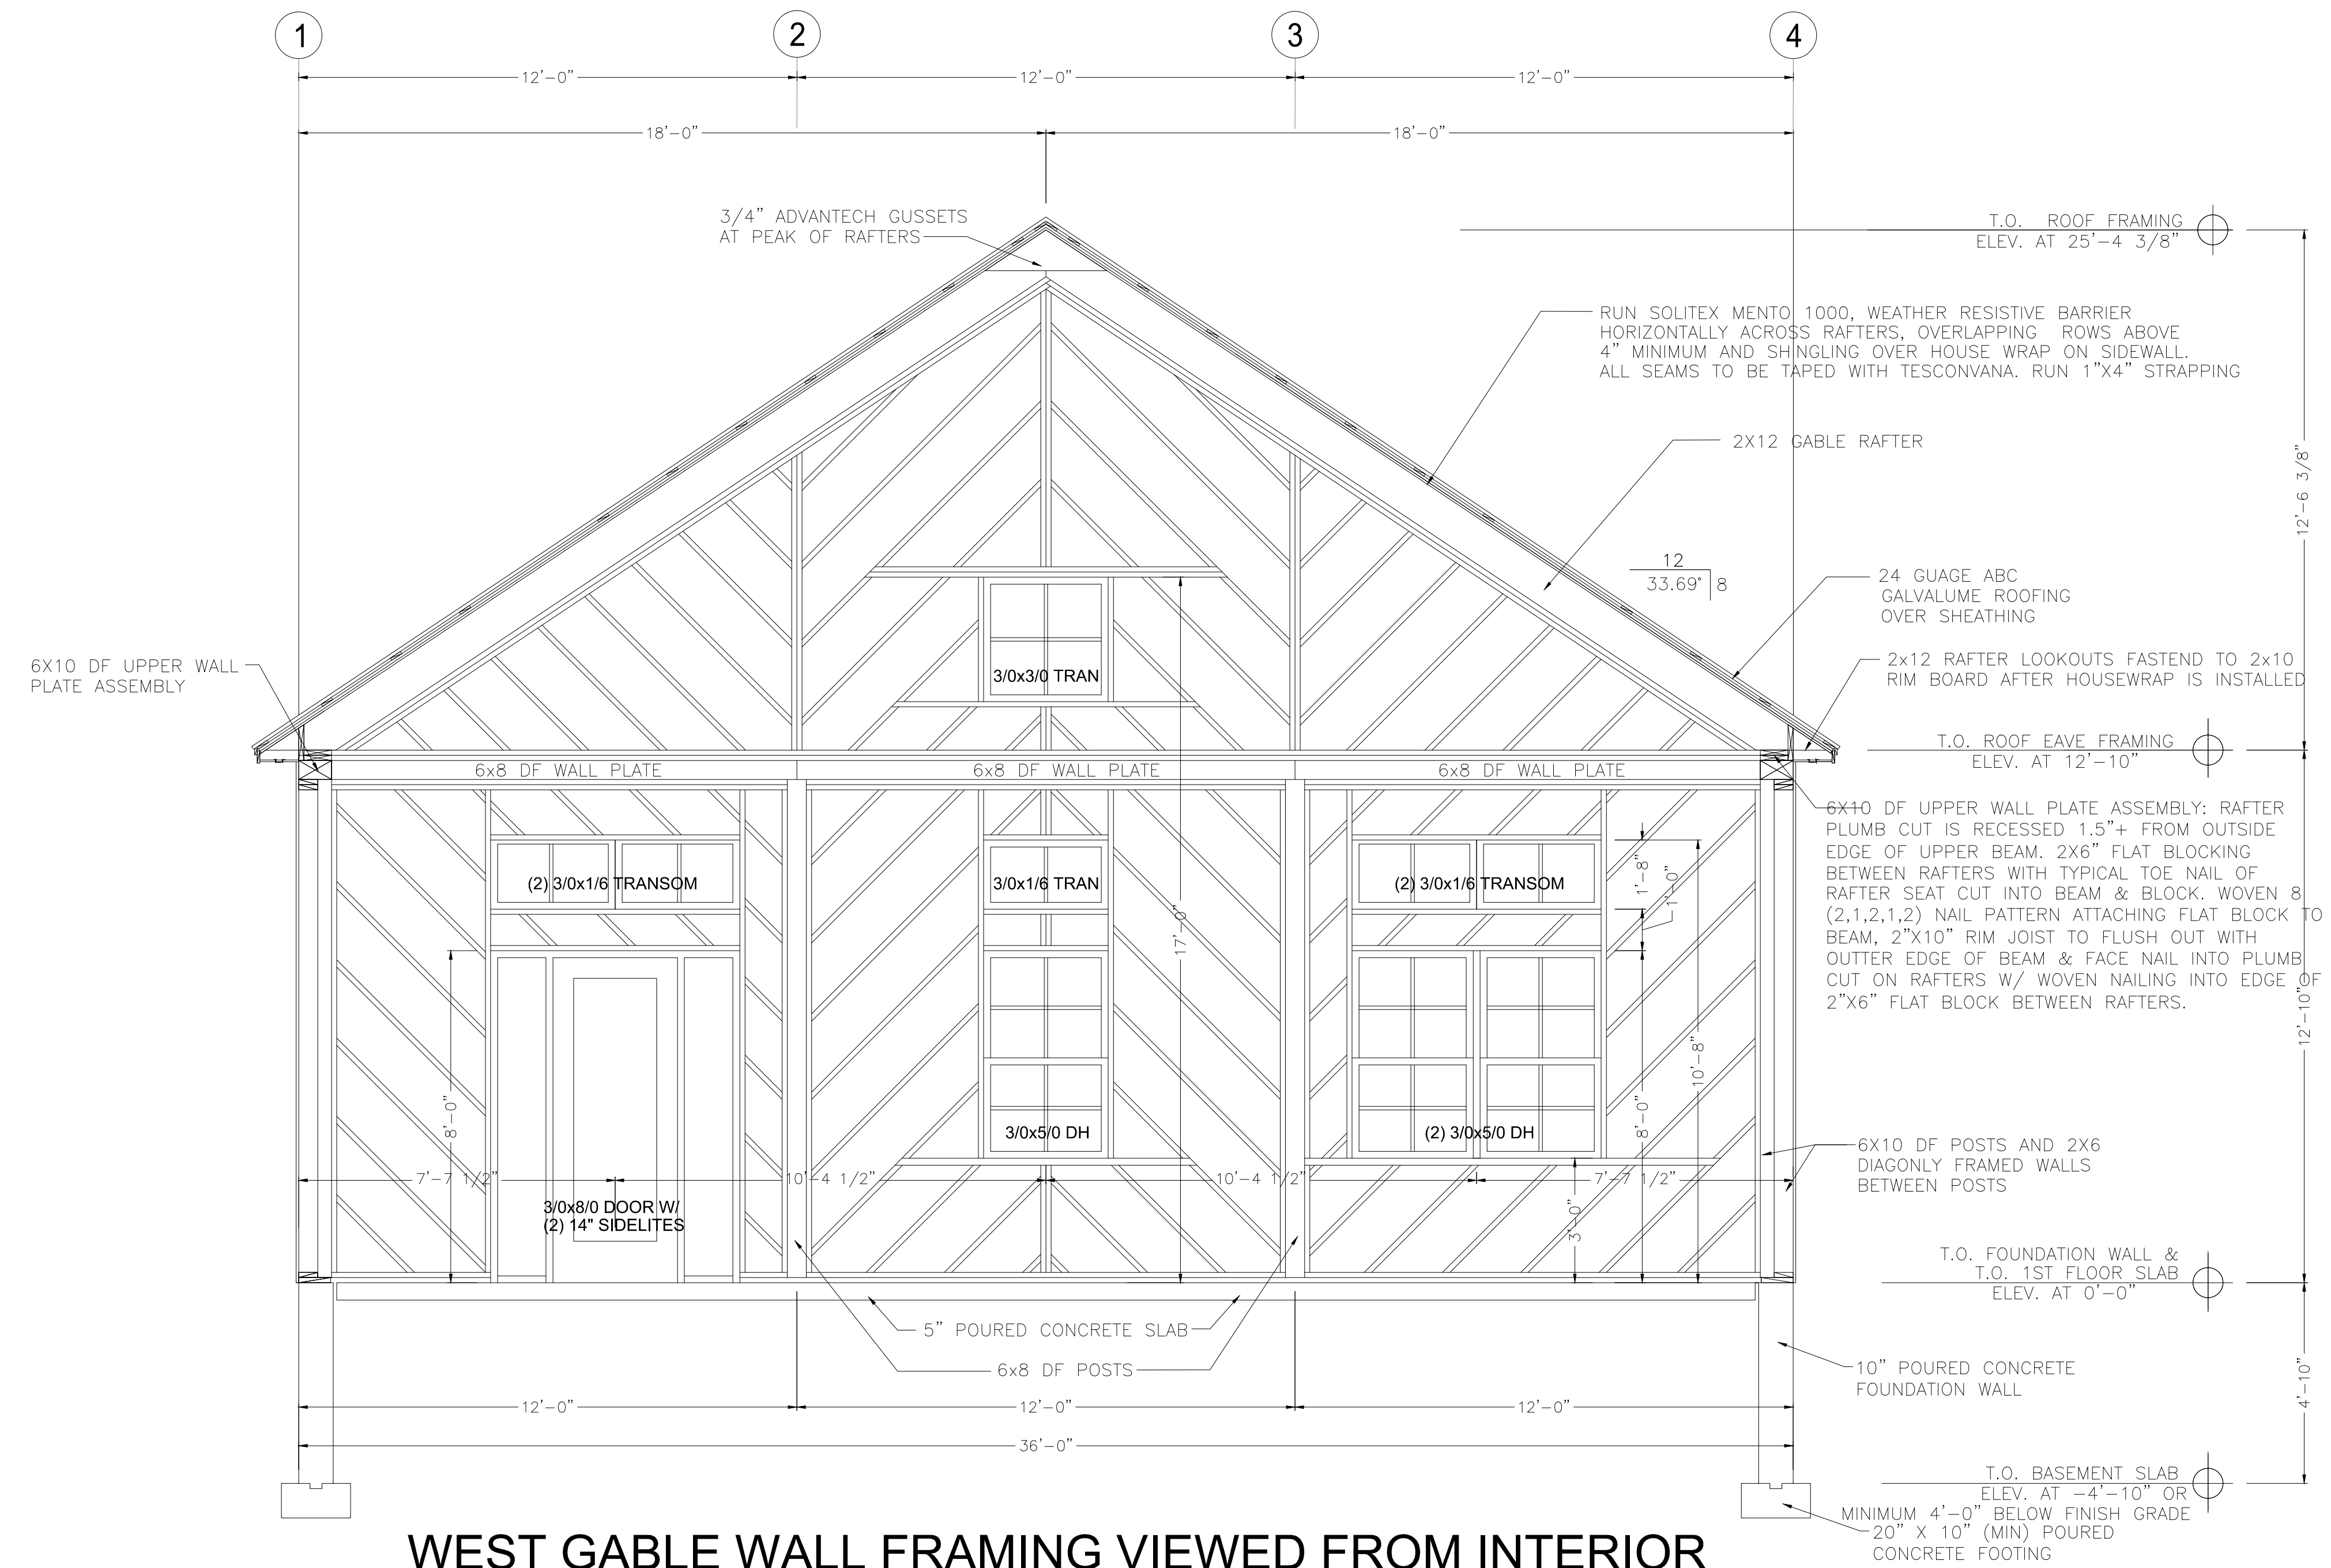 1
2
3
4
12'-0"
12'-0"
12'-0"
18'-0"
18'-0"
3/4" ADVANTECH GUSSETS
AT PEAK OF RAFTERS
T.O. ROOF FRAMING
ELEV. AT 25'-4 3/8"
RUN SOLITEX MENTO 1000, WEATHER RESISTIVE BARRIER
HORIZONTALLY ACROSS RAFTERS, OVERLAPPING ROWS ABOVE
4" MINIMUM AND SHINGLING OVER HOUSE WRAP ON SIDEWALL.
ALL SEAMS TO BE TAPED WITH TESCONVANA. RUN 1"X4" STRAPPING
2X12 GABLE RAFTER
12'-6 3/8"
12
33.69° 8
24 GUAGE ABC
GALVALUME ROOFING
OVER SHEATHING
6X10 DF UPPER WALL
PLATE ASSEMBLY
3/0x3/0 TRAN
2x12 RAFTER LOOKOUTS FASTEND TO 2x10
RIM BOARD AFTER HOUSEWRAP IS INSTALLED
T.O. ROOF EAVE FRAMING
ELEV. AT 12'-10"
6x8 DF WALL PLATE
6x8 DF WALL PLATE
6x8 DF WALL PLATE
6X10 DF UPPER WALL PLATE ASSEMBLY: RAFTER
PLUMB CUT IS RECESSED 1.5"+ FROM OUTSIDE
EDGE OF UPPER BEAM. 2X6" FLAT BLOCKING
BETWEEN RAFTERS WITH TYPICAL TOE NAIL OF
RAFTER SEAT CUT INTO BEAM & BLOCK. WOVEN 8
(2,1,2,1,2) NAIL PATTERN ATTACHING FLAT BLOCK TO
BEAM, 2"X10" RIM JOIST TO FLUSH OUT WITH
OUTTER EDGE OF BEAM & FACE NAIL INTO PLUMB
CUT ON RAFTERS W/ WOVEN NAILING INTO EDGE OF
2"X6" FLAT BLOCK BETWEEN RAFTERS.
(2) 3/0x1/6 TRANSOM
3/0x1/6 TRAN
(2) 3/0x1/6 TRANSOM
1'-8"
1'-0"
17'-0"
12'-10"
10'-8"
8'-0"
8'-0"
3/0x5/0 DH
(2) 3/0x5/0 DH
6X10 DF POSTS AND 2X6
DIAGONLY FRAMED WALLS
BETWEEN POSTS
7'-7 1/2"
10'-4 1/2"
10'-4 1/2"
7'-7 1/2"
3/0x8/0 DOOR W/
(2) 14" SIDELITES
3'-0"
T.O. FOUNDATION WALL &
T.O. 1ST FLOOR SLAB
ELEV. AT 0'-0"
5" POURED CONCRETE SLAB
6x8 DF POSTS
10" POURED CONCRETE
FOUNDATION WALL
4'-10"
12'-0"
12'-0"
12'-0"
36'-0"
T.O. BASEMENT SLAB
ELEV. AT -4'-10" OR
MINIMUM 4'-0" BELOW FINISH GRADE
20" X 10" (MIN) POURED
CONCRETE FOOTING
WEST GABLE WALL FRAMING VIEWED FROM INTERIOR